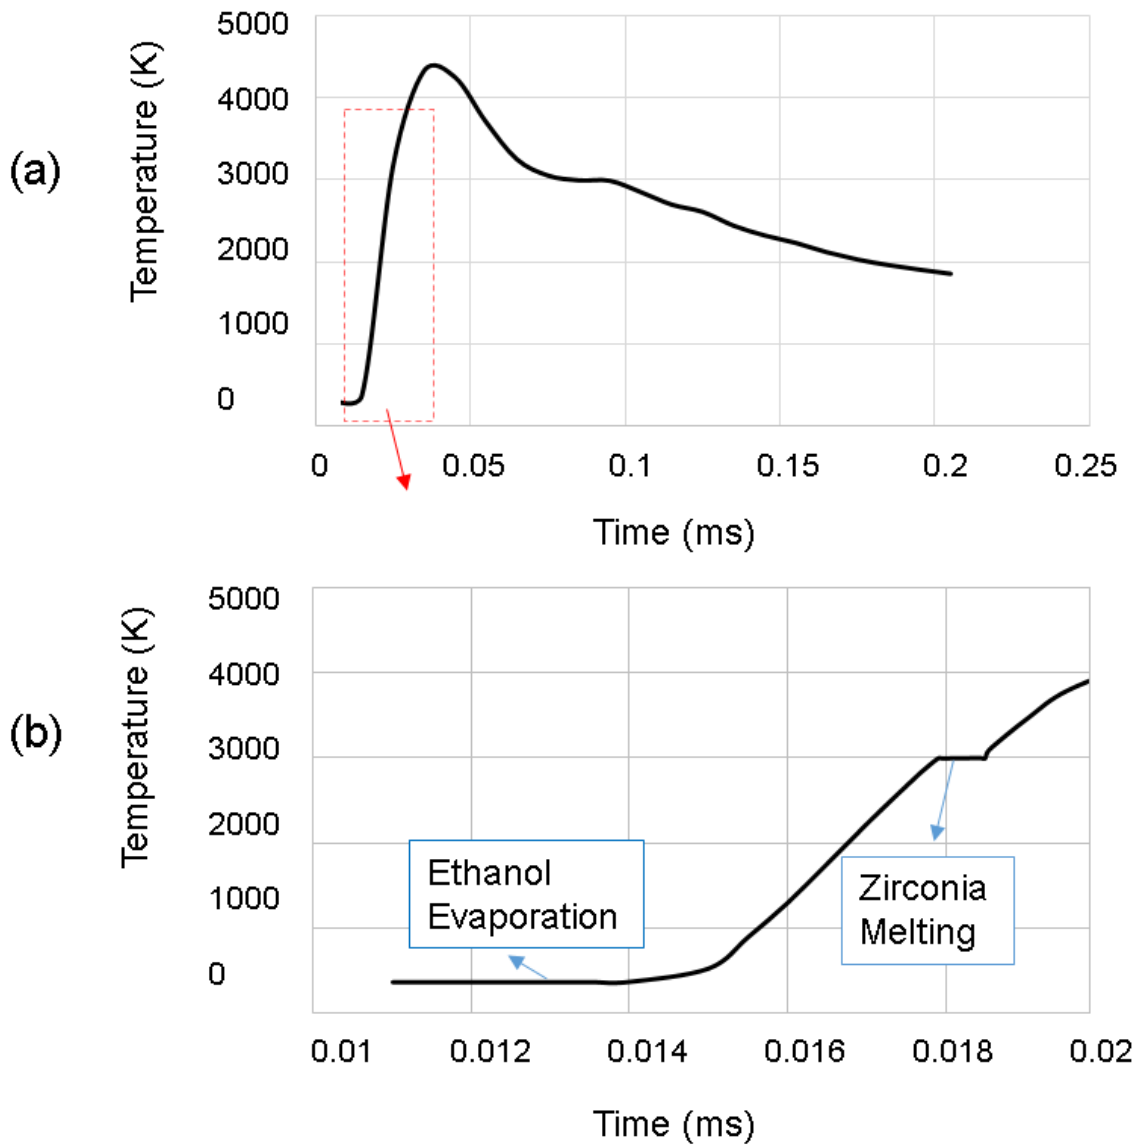 (a)
Temperature (K)
5000
4000
3000
2000
1000
0
0 0.05 0.1 0.15 0.2 0.25
Time (ms)
(b)
Temperature (K)
5000
4000
3000
2000
1000
0
Ethanol
Evaporation
Zirconia
Melting
0.01 0.012 0.014 0.016 0.018 0.02
Time (ms)